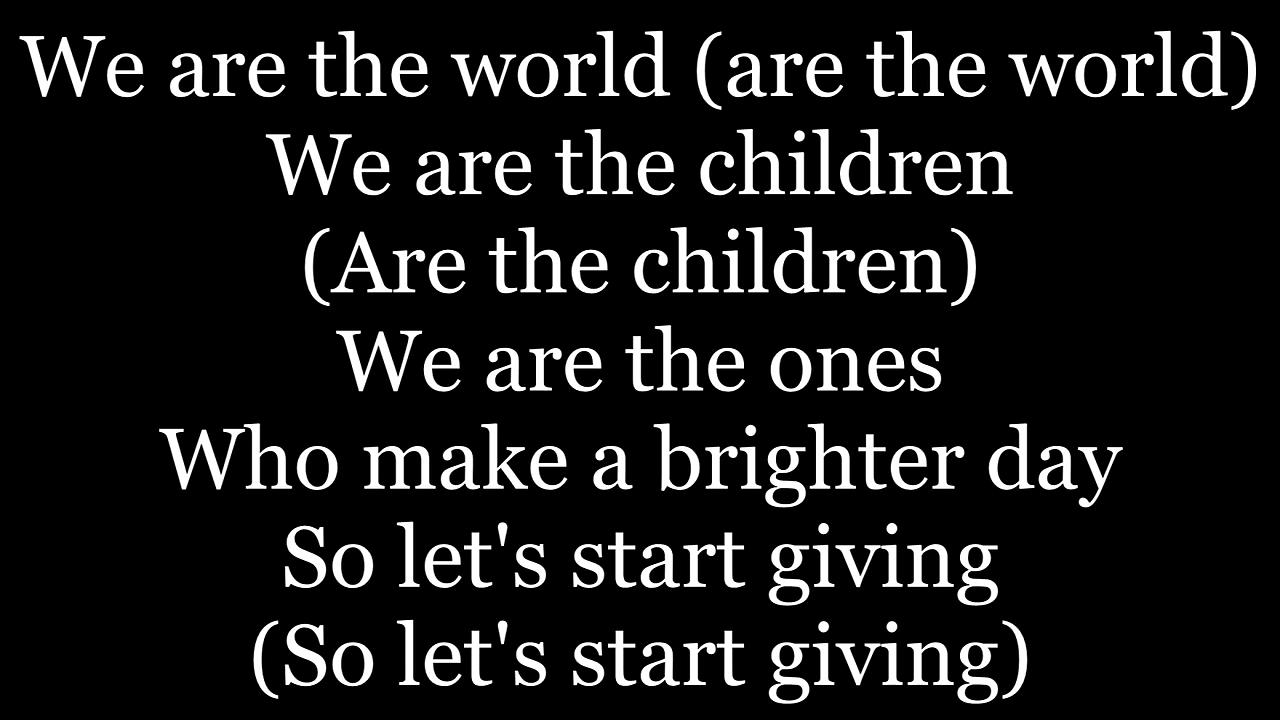 We are the world (are the world)
We are the children
(Are the children)
We are the ones
Who make a brighter day
So let's start giving
(So let's start giving)